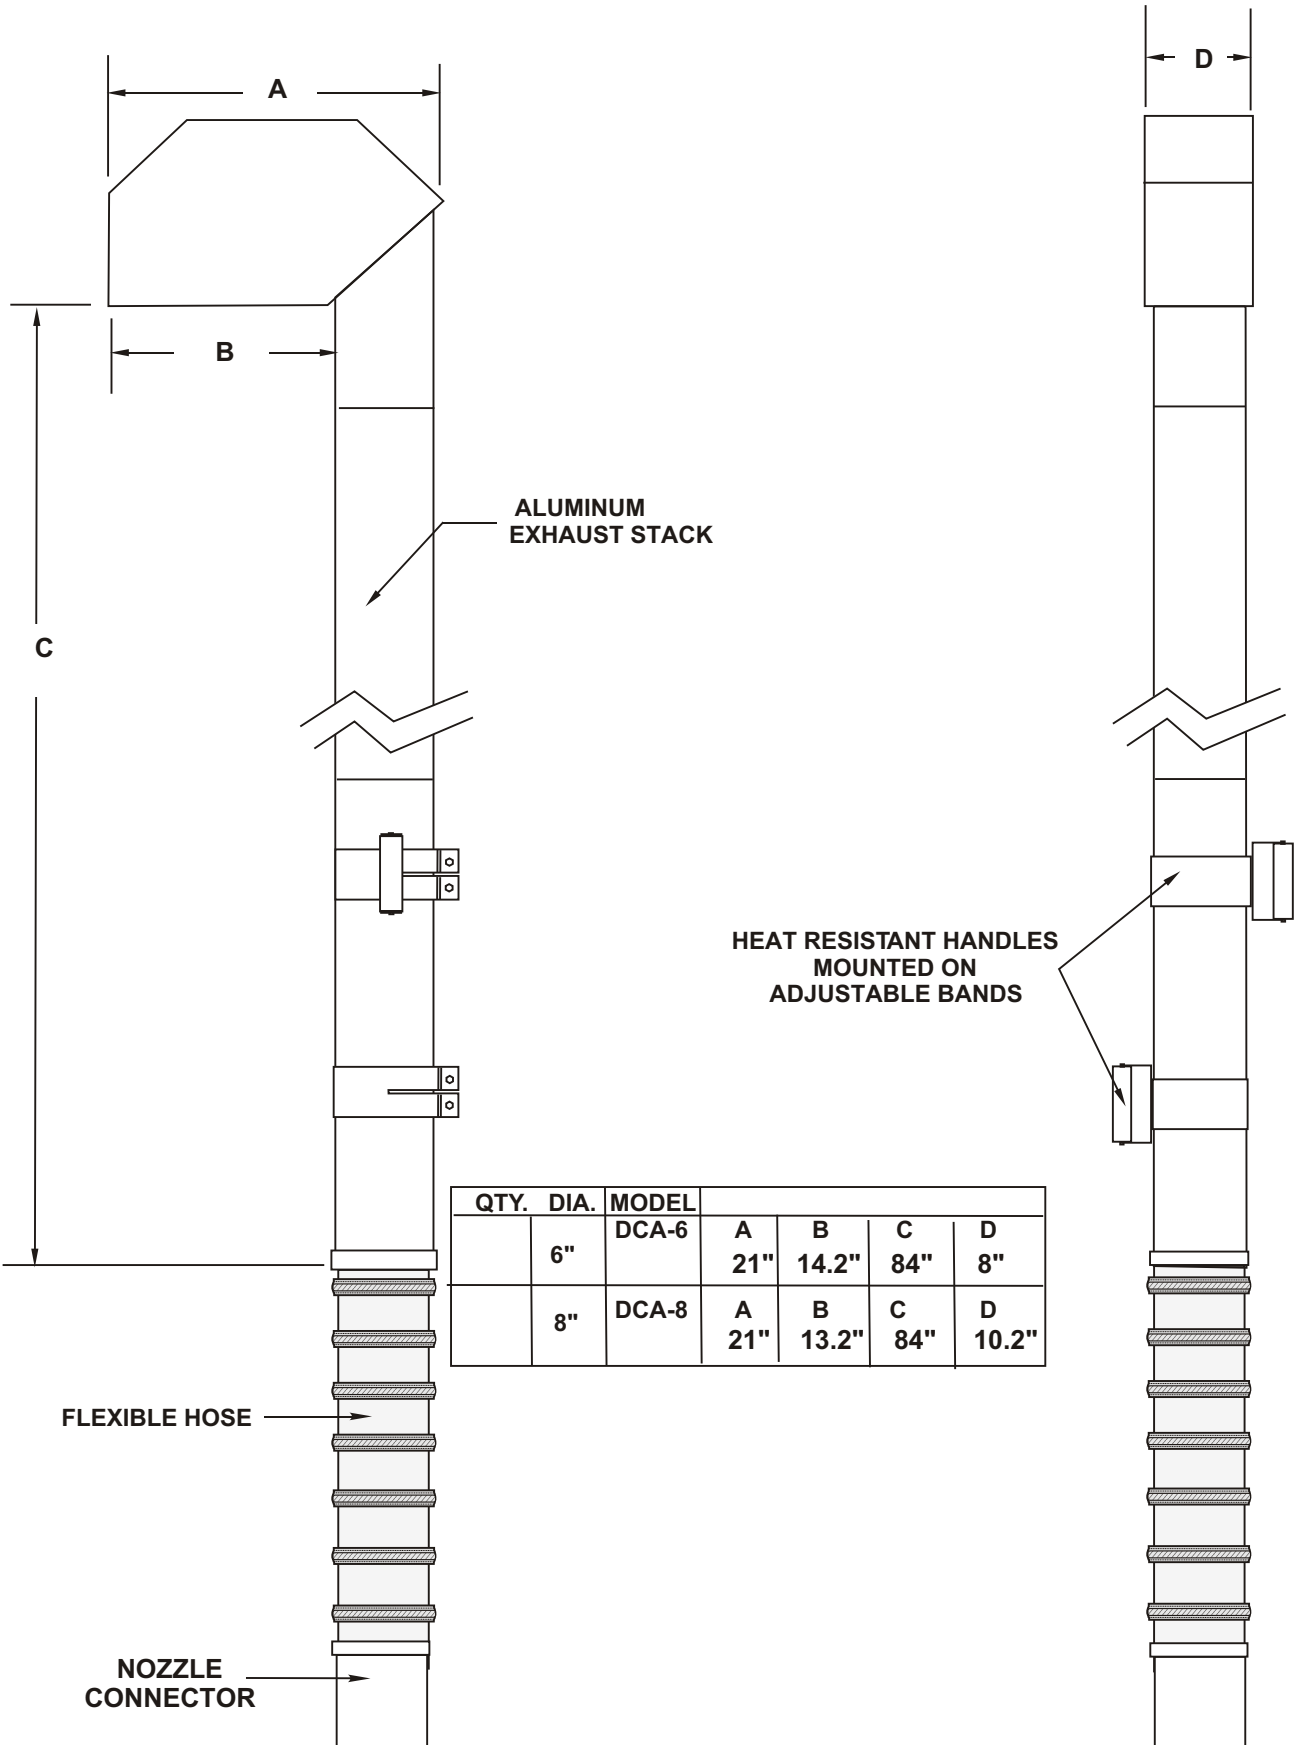 D
A
B
ALUMINUM
EXHAUST STACK
C
HEAT RESISTANT HANDLES
MOUNTED ON
ADJUSTABLE BANDS
QTY. DIA. MODEL
6" DCA-6 A B C D
21" 14.2" 84" 8"
8" DCA-8 A B C D
21" 13.2" 84" 10.2"
FLEXIBLE HOSE
NOZZLE
CONNECTOR